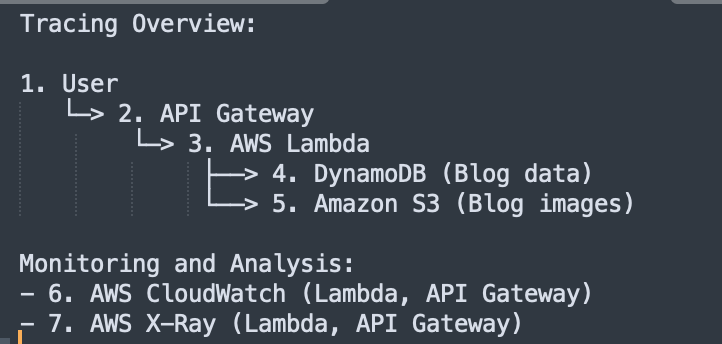 Tracing Overview:
1. User
└─> 2. API Gateway
└─> 3. AWS Lambda
├──> 4. DynamoDB (Blog data)
└──> 5. Amazon S3 (Blog images)
Monitoring and Analysis:
- 6. AWS CloudWatch (Lambda, API Gateway)
- 7. AWS X-Ray (Lambda, API Gateway)